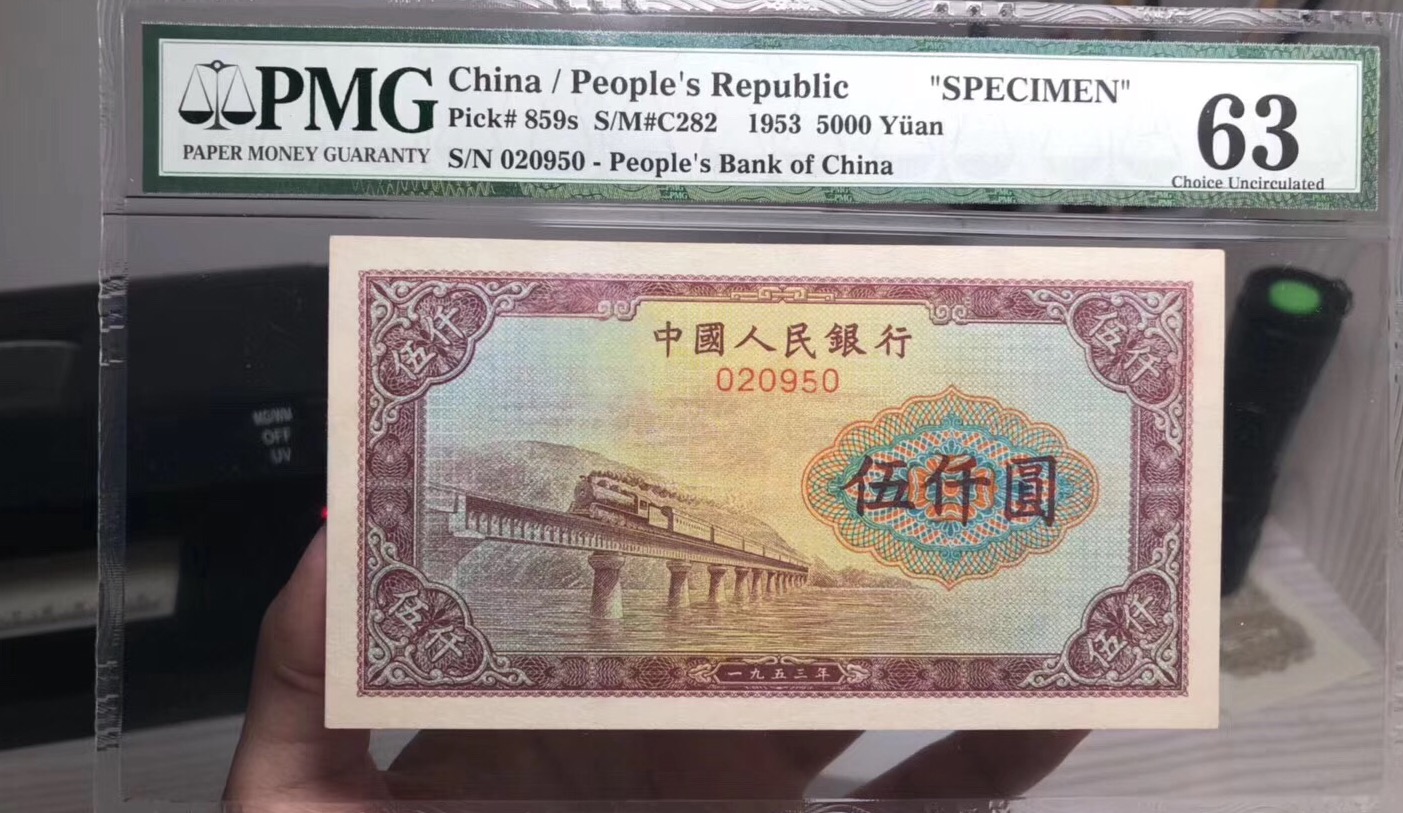 PMG
PAPER MONEY GUARANTY
China / People's Republic "SPECIMEN"
Pick# 859s S/M#C282 1953 5000 Yüan
S/N 020950 - People's Bank of China
63
Choice Uncirculated
中國人民銀行
020950
伍仟
伍仟
伍仟圓
伍仟
伍仟
一九五三年
MG/MM
OFF
UV